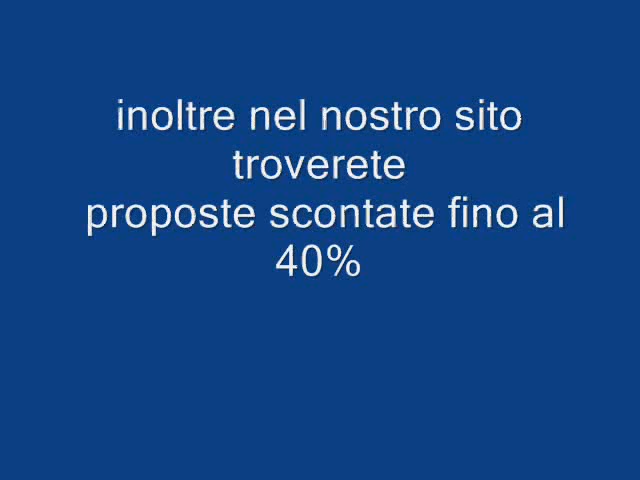 inoltre nel nostro sito
troverete
proposte scontate fino al
40%